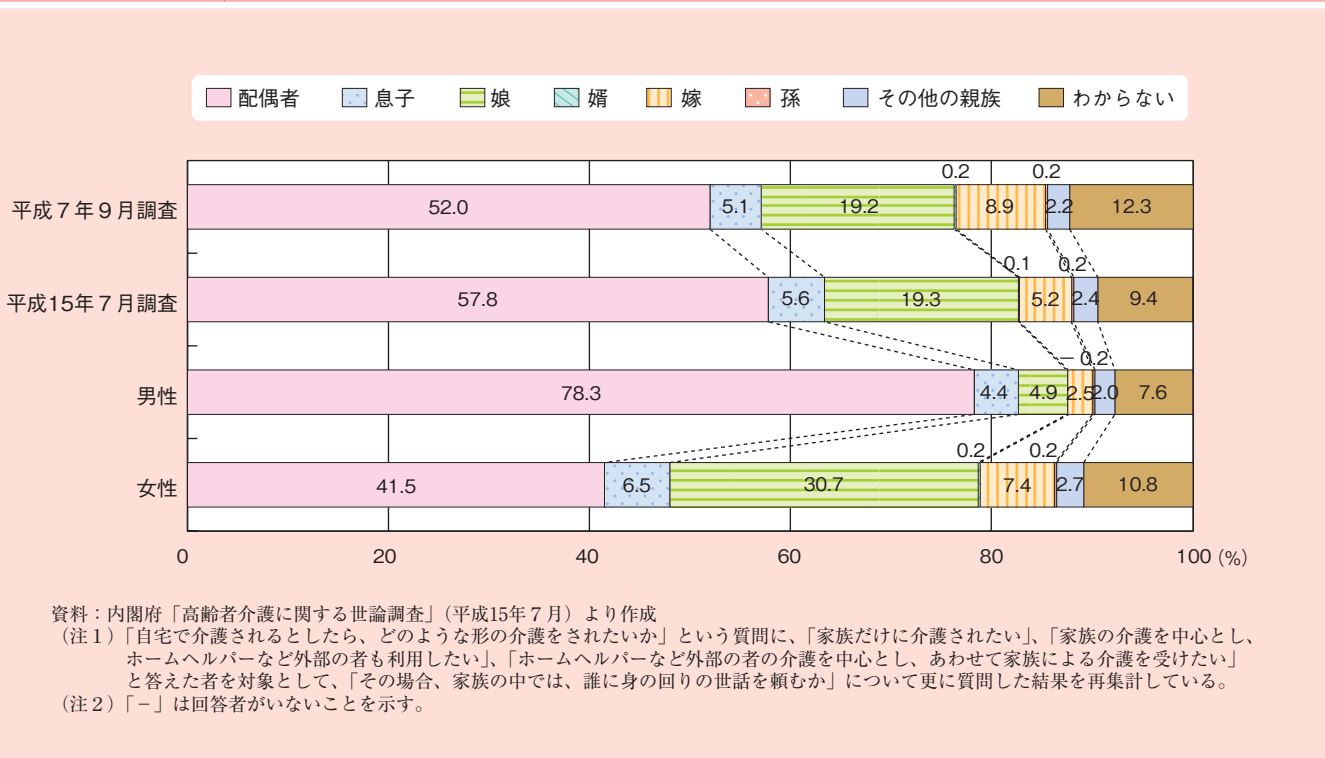 配偶者 息子 娘 婿 嫁 孫 その他の親族 わからない
0.2 0.2
平成７年９月調査 52.0 5.1 19.2 8.9 2.2 12.3
0.1 0.2
平成15年７月調査 57.8 5.6 19.3 5.2 2.4 9.4
－ 0.2
男性 78.3 4.4 4.9 2.5 2.0 7.6
0.2 0.2
女性 41.5 6.5 30.7 7.4 2.7 10.8
0 20 40 60 80 100 (%)
資料：内閣府「高齢者介護に関する世論調査」（平成15年７月）より作成
（注１）「自宅で介護されるとしたら、どのような形の介護をされたいか」という質問に、「家族だけに介護されたい」、「家族の介護を中心とし、
ホームヘルパーなど外部の者も利用したい」、「ホームヘルパーなど外部の者の介護を中心とし、あわせて家族による介護を受けたい」
と答えた者を対象として、「その場合、家族の中では、誰に身の回りの世話を頼むか」について更に質問した結果を再集計している。
（注２）「－」は回答者がいないことを示す。